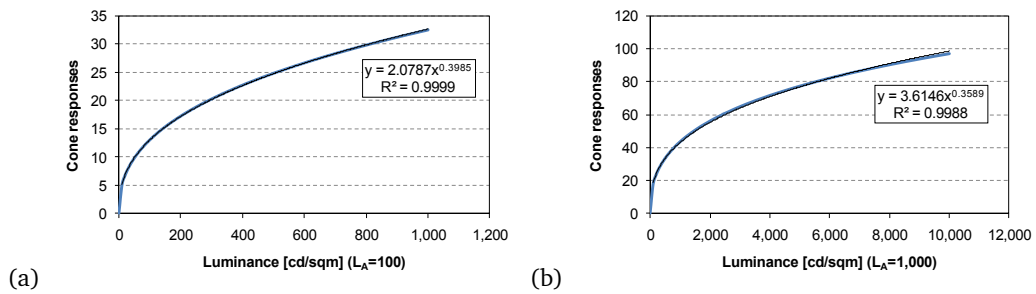 35
30
25
20
15
10
5
0
Cone responses
y = 2.0787x^0.3985
R² = 0.9999
0 200 400 600 800 1,000 1,200
Luminance [cd/sqm] (L_A=100)
(a)
120
100
80
60
40
20
0
Cone responses
y = 3.6146x^0.3589
R² = 0.9988
0 2,000 4,000 6,000 8,000 10,000 12,000
Luminance [cd/sqm] (L_A=1,000)
(b)